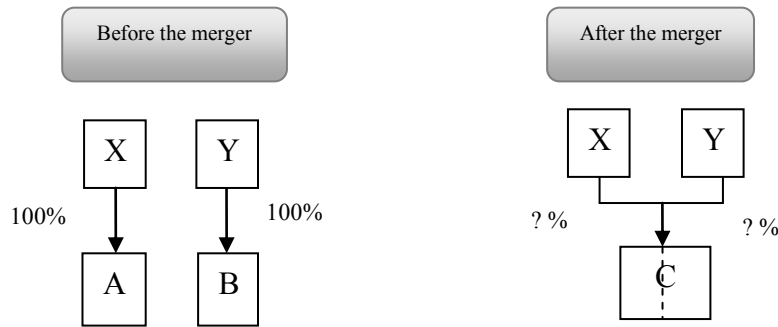 Before the merger
After the merger
X
Y
X
Y
100%
100%
? %
? %
A
B
C